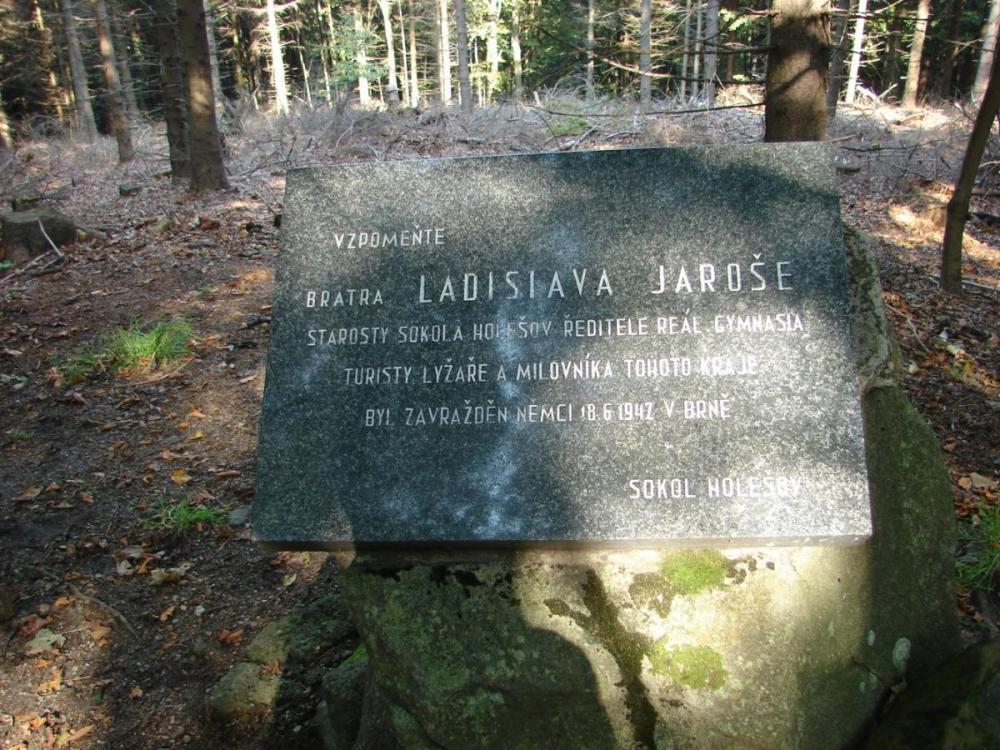 VZPOMEŇTE
BRATRA LADISLAVA JAROŠE
STAROSTY SOKOLA HOLEŠOV ŘEDITELE REÁL. GYMNASIA
TURISTY LYŽAŘE A MILOVNÍKA TOHOTO KRAJE
BYL ZAVRAŽDĚN NĚMCI 18.6.1942 V BRNĚ
SOKOL HOLEŠOV